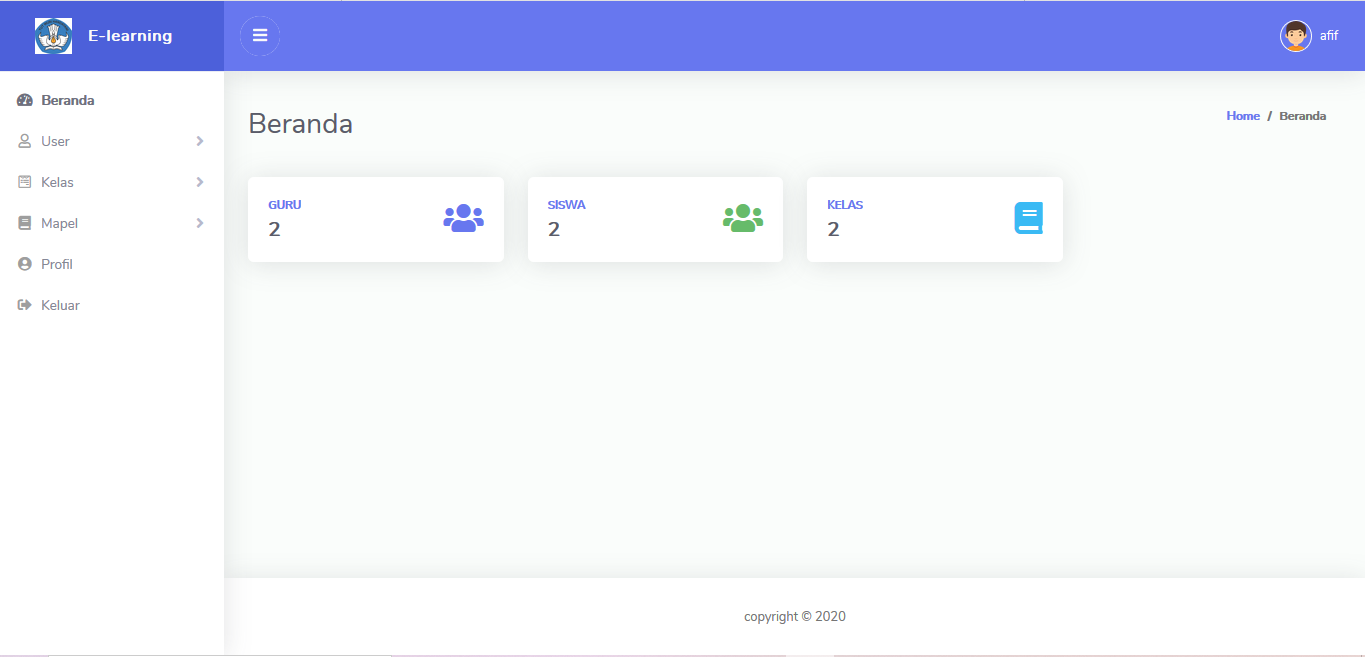 E-learning
afif
Beranda
User
Kelas
Mapel
Profil
Keluar
Beranda
Home / Beranda
GURU
2
SISWA
2
KELAS
2
copyright © 2020